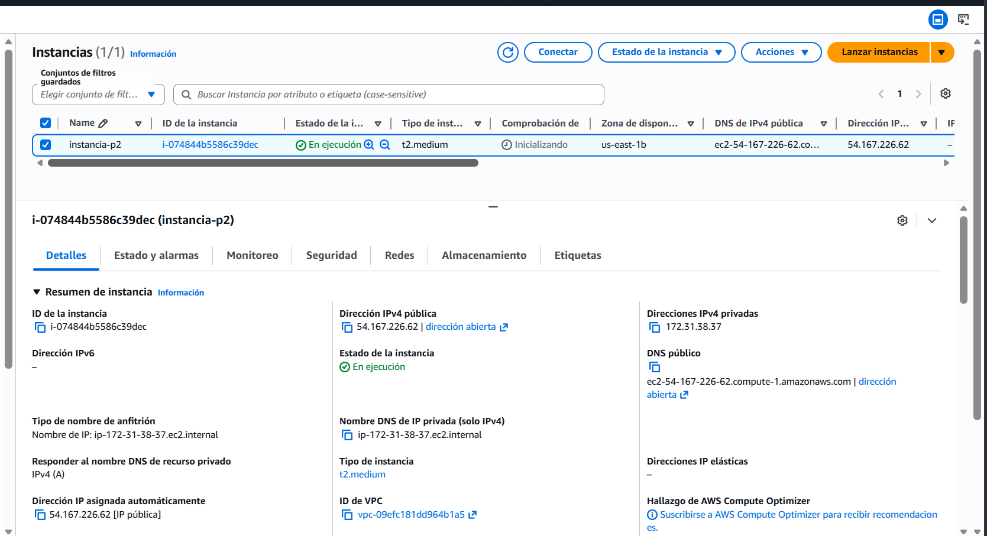 Instancias (1/1) Información
Conectar
Estado de la instancia
Acciones
Lanzar instancias
Conjuntos de filtros
guardados
Elegir conjunto de filt...
Buscar Instancia por atributo o etiqueta (case-sensitive)
1
Name
ID de la instancia
Estado de la i...
Tipo de inst...
Comprobación de
Zona de dispon...
DNS de IPv4 pública
Dirección IP...
IP
instancia-p2
i-074844b5586c39dec
En ejecución
t2.medium
Inicializando
us-east-1b
ec2-54-167-226-62.co...
54.167.226.62
–
i-074844b5586c39dec (instancia-p2)
Detalles
Estado y alarmas
Monitoreo
Seguridad
Redes
Almacenamiento
Etiquetas
Resumen de instancia Información
ID de la instancia
i-074844b5586c39dec
Dirección IPv4 pública
54.167.226.62 | dirección abierta
Direcciones IPv4 privadas
172.31.38.37
Dirección IPv6
–
Estado de la instancia
En ejecución
DNS público
ec2-54-167-226-62.compute-1.amazonaws.com | dirección
abierta
Tipo de nombre de anfitrión
Nombre de IP: ip-172-31-38-37.ec2.internal
Nombre DNS de IP privada (solo IPv4)
ip-172-31-38-37.ec2.internal
Responder al nombre DNS de recurso privado
IPv4 (A)
Tipo de instancia
t2.medium
Direcciones IP elásticas
–
Dirección IP asignada automáticamente
54.167.226.62 [IP pública]
ID de VPC
vpc-09efc181dd964b1a5
Hallazgo de AWS Compute Optimizer
Suscribirse a AWS Compute Optimizer para recibir recomendacion
es.